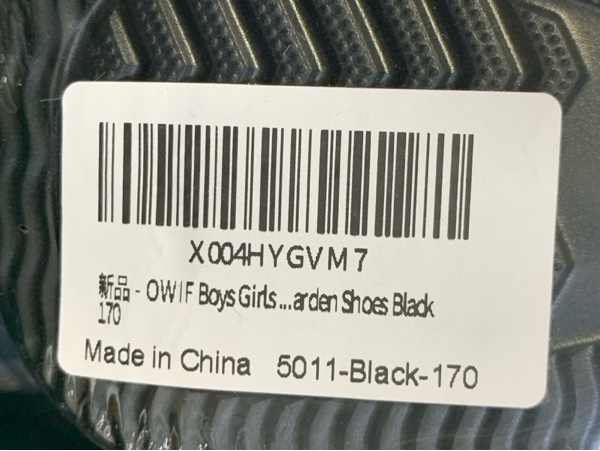 X004HYGVM7
新品 - OWIF Boys Girls...arden Shoes Black
170
Made in China 5011-Black-170